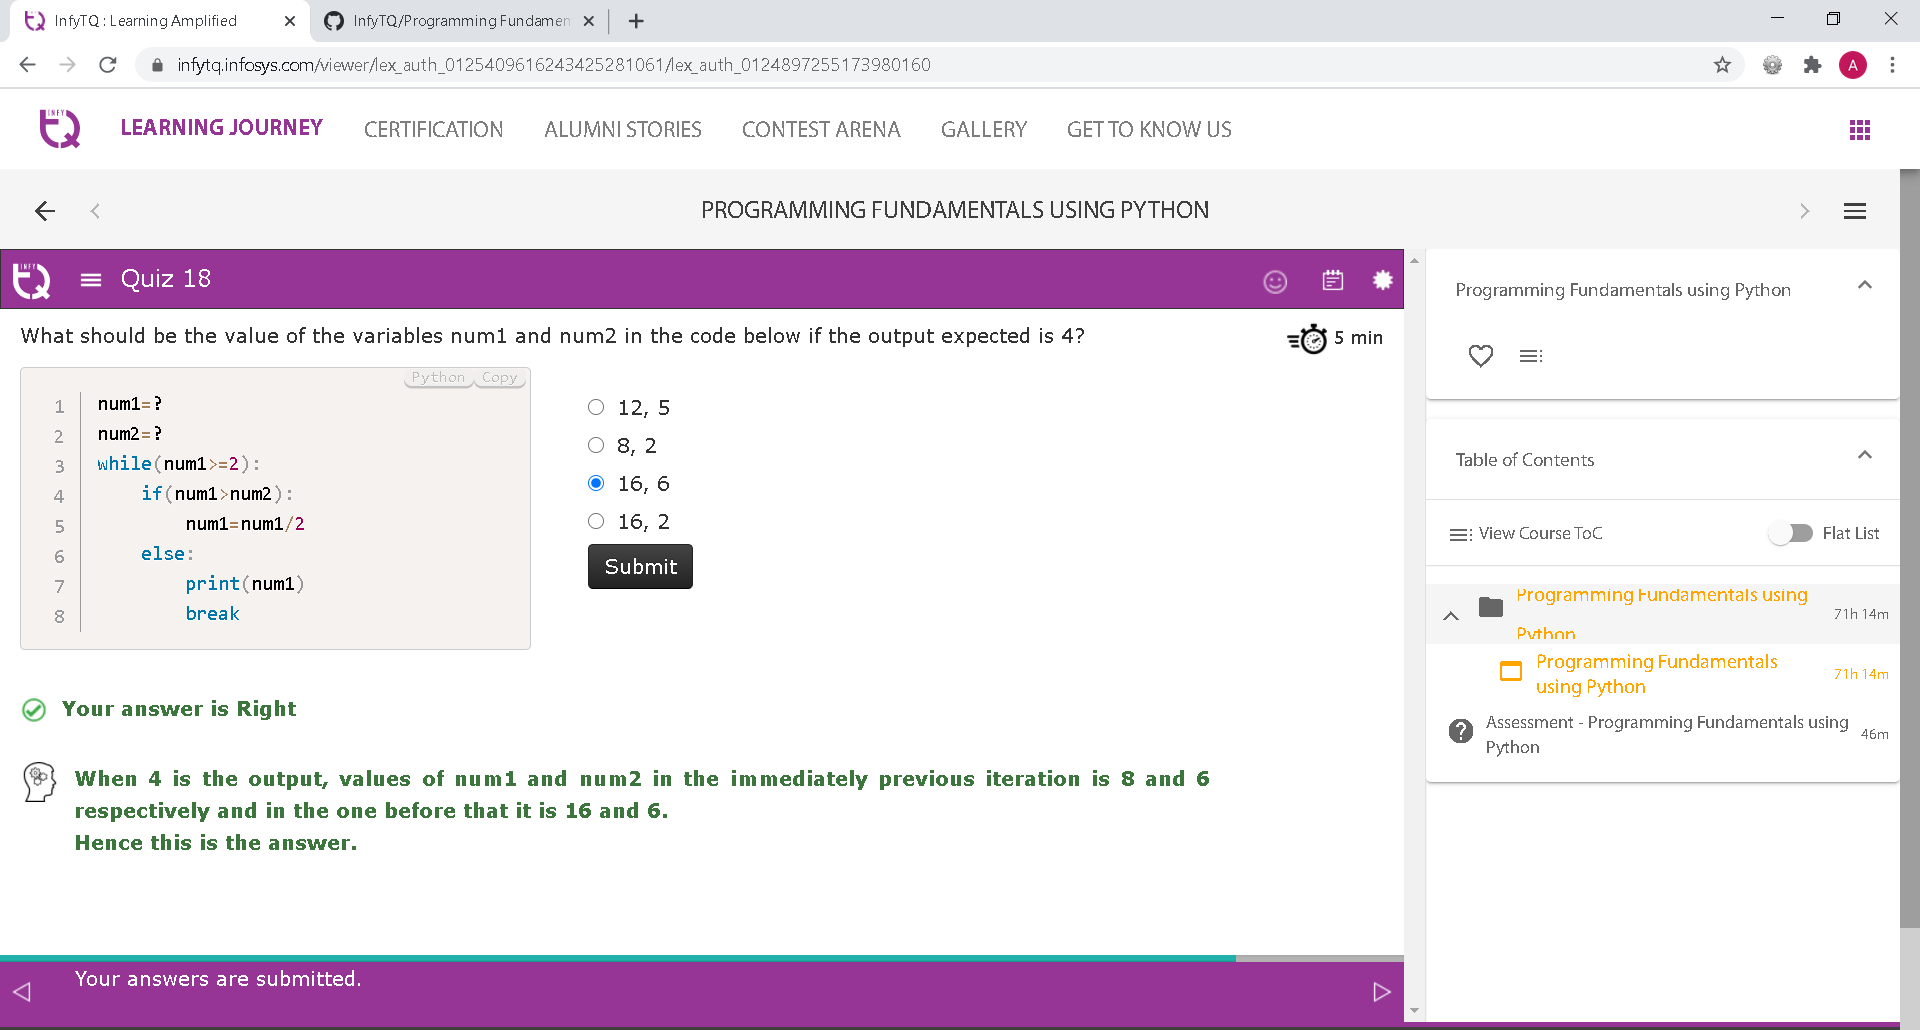 InfyTQ : Learning Amplified
InfyTQ/Programming Fundamen
infytq.infosys.com/viewer/lex_auth_0125409616243425281061/lex_auth_0124897255173980160
A
INFY
TQ
LEARNING JOURNEY
CERTIFICATION
ALUMNI STORIES
CONTEST ARENA
GALLERY
GET TO KNOW US
PROGRAMMING FUNDAMENTALS USING PYTHON
INFY
TQ
Quiz 18
What should be the value of the variables num1 and num2 in the code below if the output expected is 4?
5 min
Python Copy
1 num1=?
2 num2=?
3 while(num1>=2):
4 if(num1>num2):
5 num1=num1/2
6 else:
7 print(num1)
8 break
12, 5
8, 2
16, 6
16, 2
Submit
Your answer is Right
When 4 is the output, values of num1 and num2 in the immediately previous iteration is 8 and 6
respectively and in the one before that it is 16 and 6.
Hence this is the answer.
Your answers are submitted.
Programming Fundamentals using Python
Table of Contents
View Course ToC
Flat List
Programming Fundamentals using
Python
71h 14m
Programming Fundamentals
using Python
71h 14m
Assessment - Programming Fundamentals using
Python
46m